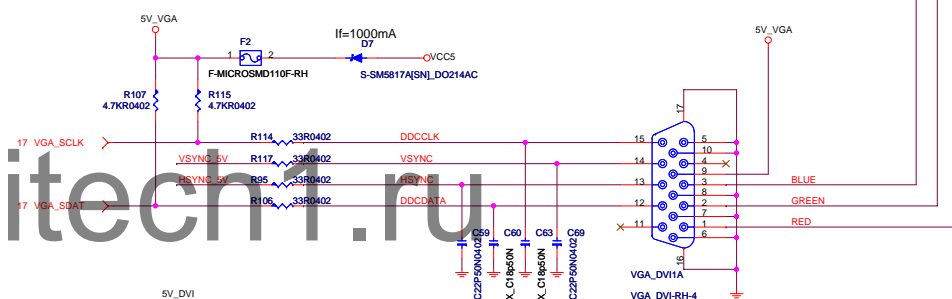 5V_VGA
If=1000mA
5V_VGA
F2
D7
1
2
VCC5
F-MICROSMD110F-RH
S-SM5817A[SN]_DO214AC
R107
4.7KR0402
R115
4.7KR0402
17
17 VGA_SCLK
R114
33R0402
DDCCLK
15
5
10
VSYNC_5V
R117
33R0402
VSYNC
14
4
9
HSYNC_5V
R95
33R0402
HSYNC
13
3
BLUE
8
17 VGA_SDAT
R106
33R0402
DDCDATA
12
2
GREEN
7
11
1
RED
6
itech1.ru
C59
C60
C63
C69
C22P50N0402
X_C18p50N
X_C18p50N
C22P50N0402
16
VGA_DVI1A
5V_DVI
VGA_DVI-RH-4